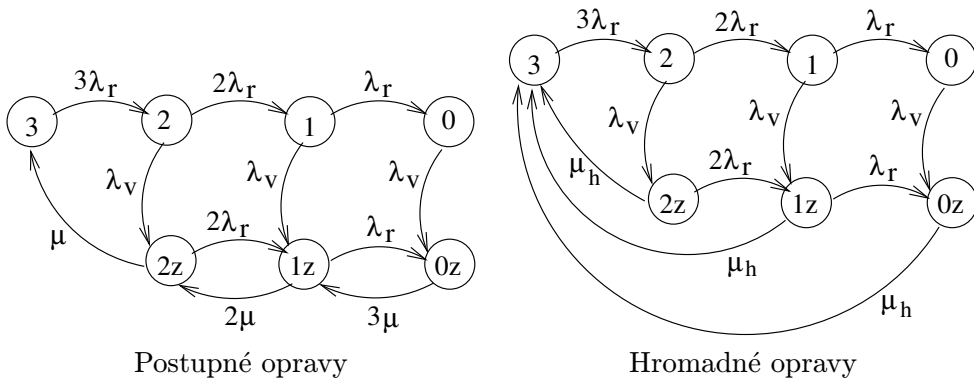 3λr
2λr
λr
3
2
1
0
λv
λv
λv
μ
2λr
λr
2z
1z
0z
2μ
3μ
Postupné opravy
3λr
2λr
λr
3
2
1
0
λv
λv
λv
μh
2λr
λr
2z
1z
0z
μh
μh
Hromadné opravy